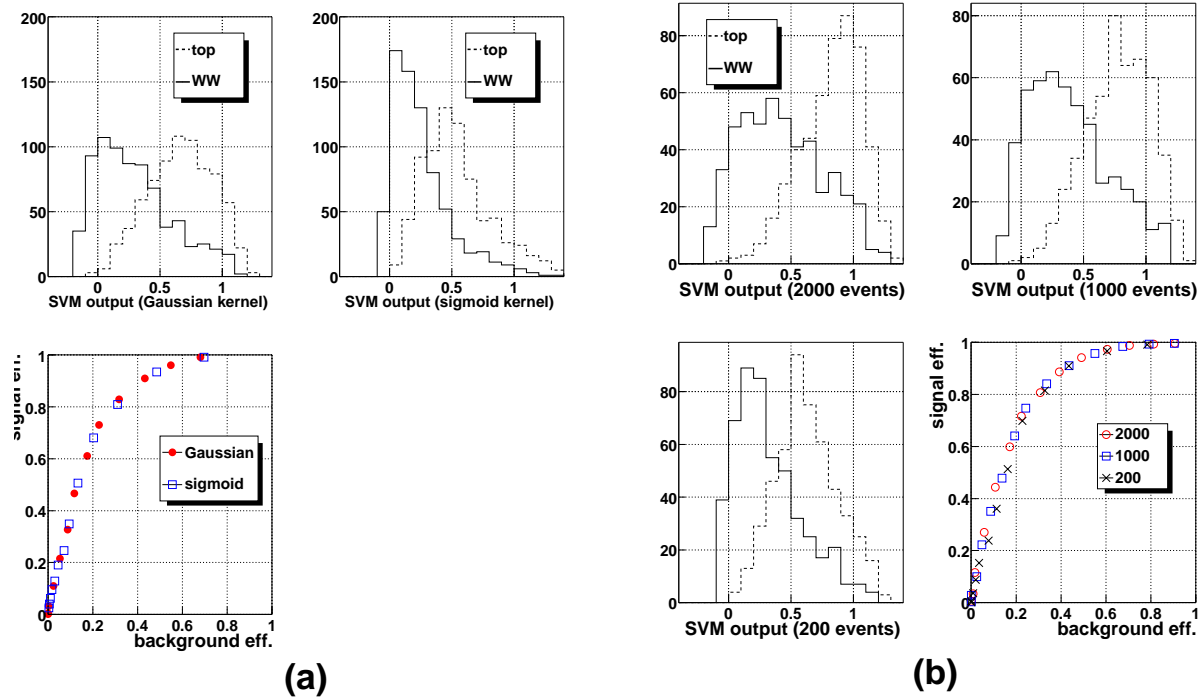 200
150
100
50
0
top
WW
0 0.5 1
SVM output (Gaussian kernel)
200
150
100
50
0
top
WW
0 0.5 1
SVM output (sigmoid kernel)
signal eff.
1
0.8
0.6
0.4
0.2
0
Gaussian
sigmoid
0 0.2 0.4 0.6 0.8 1
background eff.
(a)
80
60
40
20
0
top
WW
0 0.5 1
SVM output (2000 events)
80
60
40
20
0
0 0.5 1
SVM output (1000 events)
80
60
40
20
0
0 0.5 1
SVM output (200 events)
signal eff.
1
0.8
0.6
0.4
0.2
0
2000
1000
200
0 0.2 0.4 0.6 0.8 1
background eff.
(b)